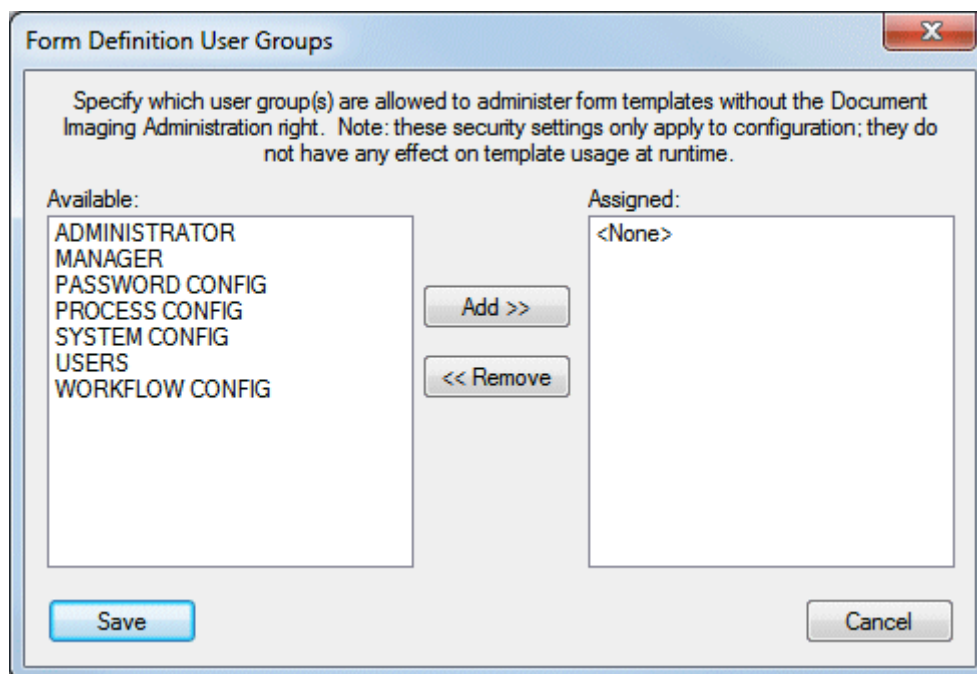 Form Definition User Groups
Specify which user group(s) are allowed to administer form templates without the Document
Imaging Administration right.  Note: these security settings only apply to configuration; they do
not have any effect on template usage at runtime.
Available:
ADMINISTRATOR
MANAGER
PASSWORD CONFIG
PROCESS CONFIG
SYSTEM CONFIG
USERS
WORKFLOW CONFIG
Add >>
<< Remove
Assigned:
<None>
Save
Cancel